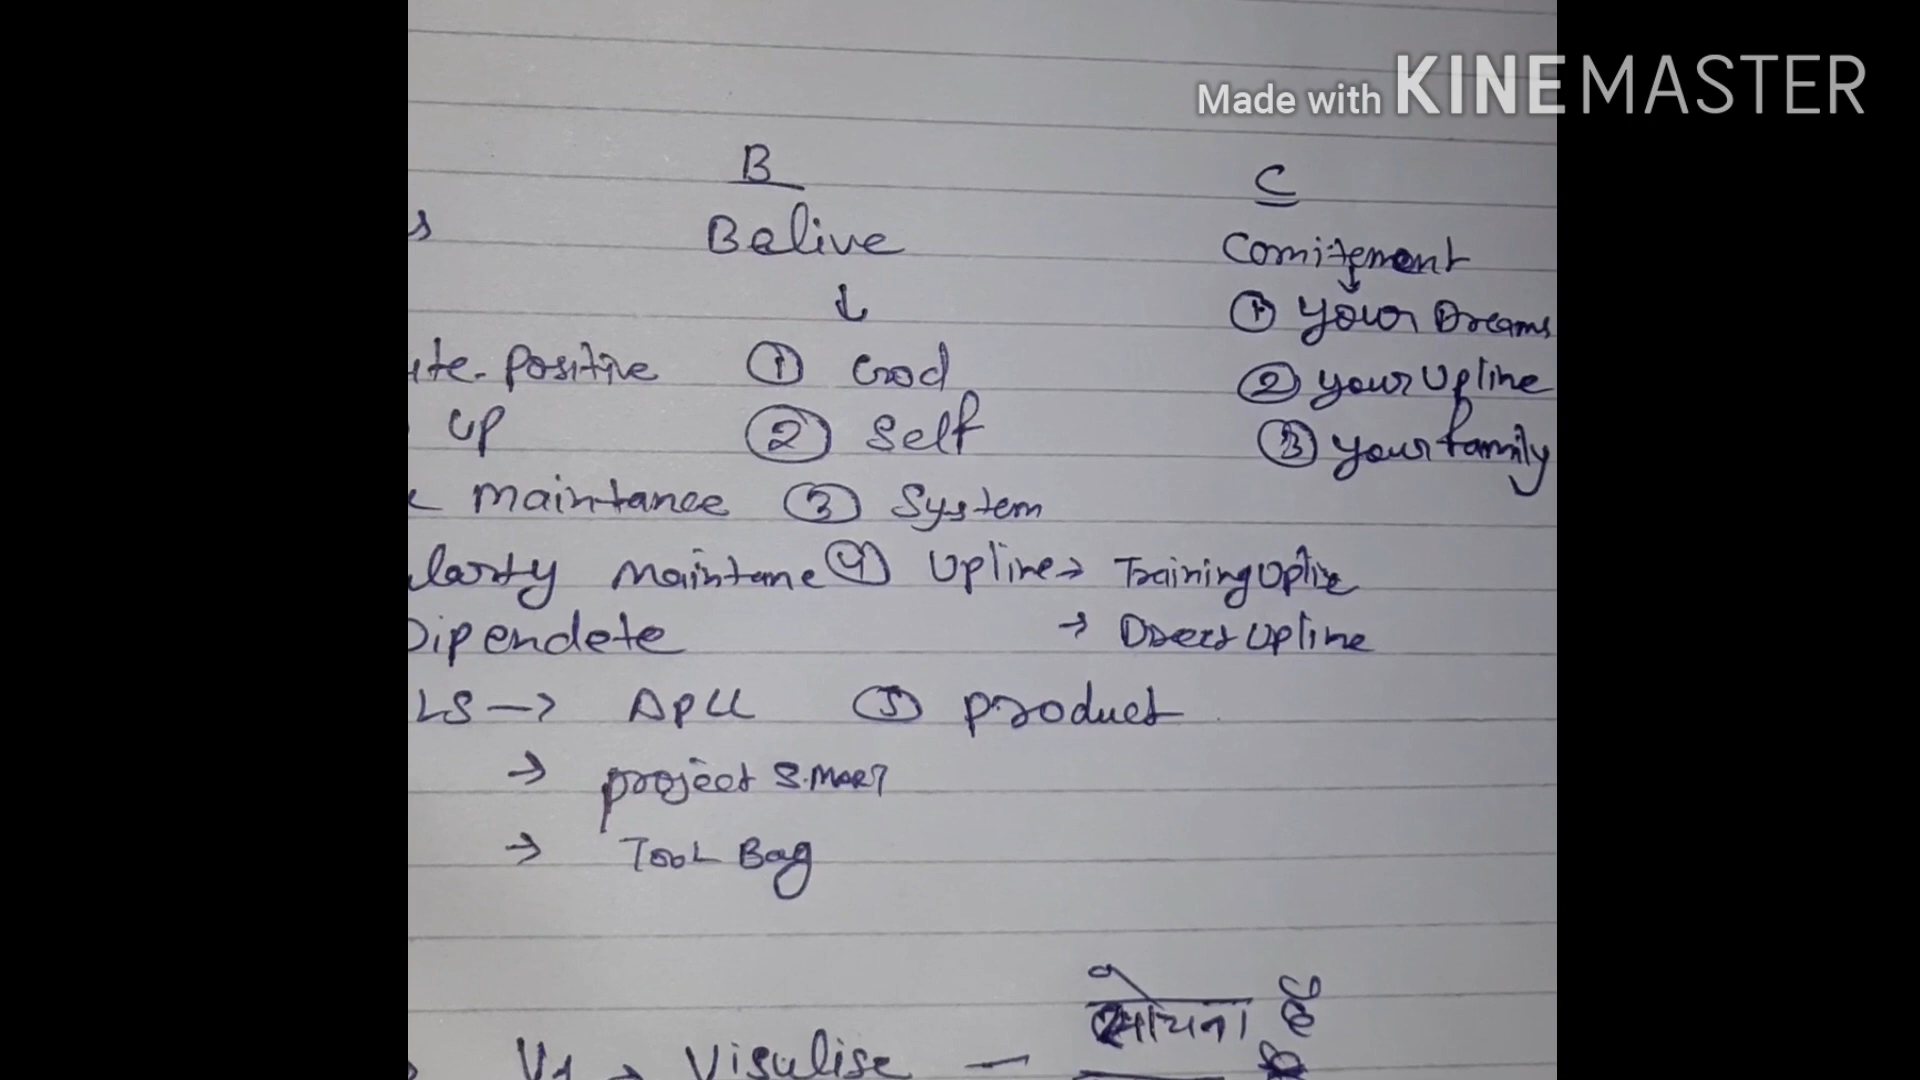 Made with KINEMASTER
B C
Belive Comitement
① your Dreams
ite-Positive ① God ② your Upline
up ② Self ③ your family
maintance ③ System
larity maintane ④ Upline → Training Upline
Dipendete → Direct Upline
LS → APLL ⑤ product
→ project S.MART
→ Tool Bag
सोचना है
Visulise —